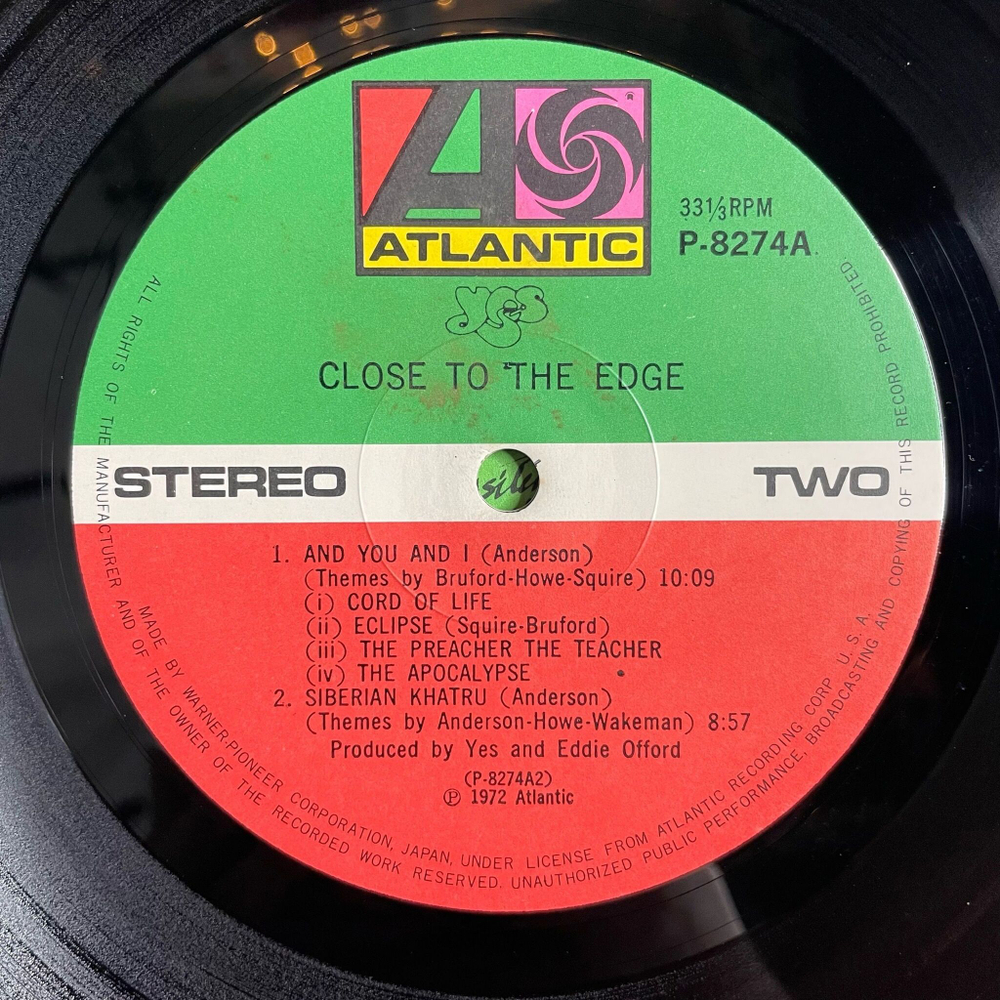 ATLANTIC
®
33⅓RPM
P-8274A
yes
CLOSE TO THE EDGE
STEREO
TWO
1. AND YOU AND I (Anderson)
(Themes by Bruford-Howe-Squire) 10:09
(i) CORD OF LIFE
(ii) ECLIPSE (Squire-Bruford)
(iii) THE PREACHER THE TEACHER
(iv) THE APOCALYPSE
2. SIBERIAN KHATRU (Anderson)
(Themes by Anderson-Howe-Wakeman) 8:57
Produced by Yes and Eddie Offord
(P-8274A2)
℗ 1972 Atlantic
MADE BY WARNER-PIONEER CORPORATION, JAPAN, UNDER LICENSE FROM ATLANTIC RECORDING CORP. U. S. A.
ALL RIGHTS OF THE MANUFACTURER AND OF THE OWNER OF THE RECORDED WORK RESERVED. UNAUTHORIZED PUBLIC PERFORMANCE, BROADCASTING AND COPYING OF THIS RECORD PROHIBITED